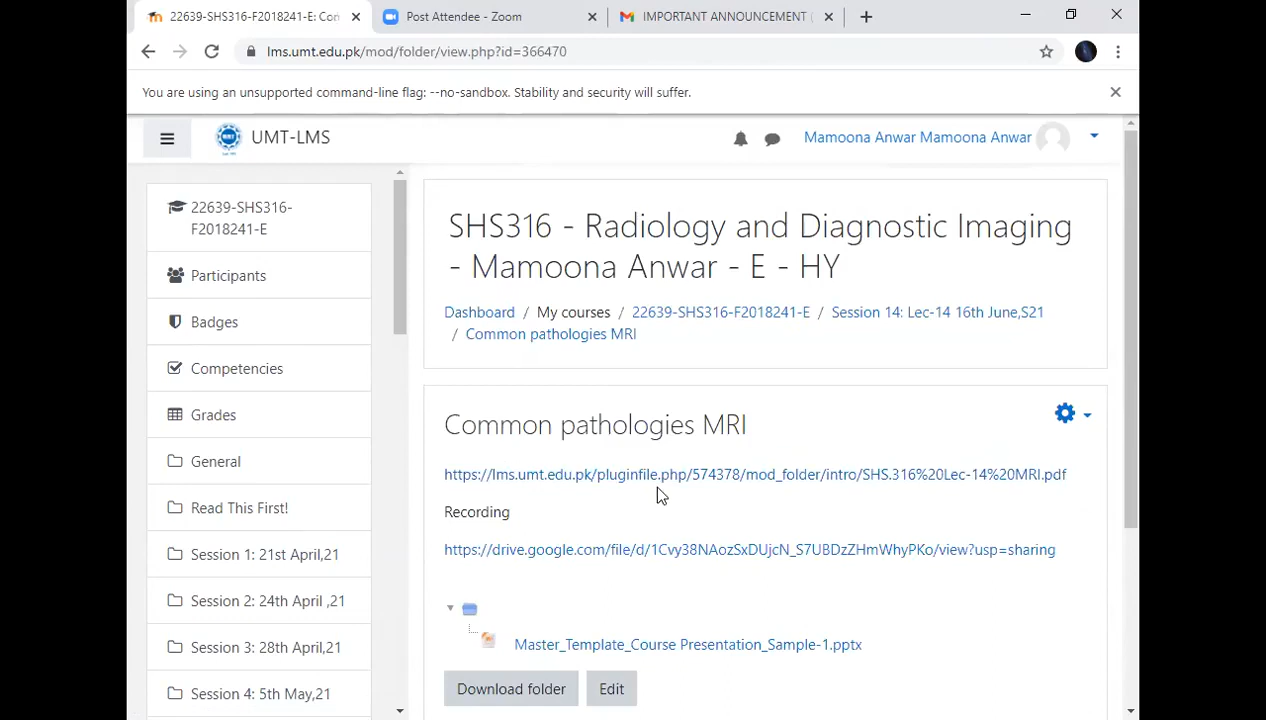 22639-SHS316-F2018241-E: Con
Post Attendee - Zoom
IMPORTANT ANNOUNCEMENT (
lms.umt.edu.pk/mod/folder/view.php?id=366470
You are using an unsupported command-line flag: --no-sandbox. Stability and security will suffer.
UMT-LMS
Mamoona Anwar Mamoona Anwar
22639-SHS316-
F2018241-E
Participants
Badges
Competencies
Grades
General
Read This First!
Session 1: 21st April,21
Session 2: 24th April ,21
Session 3: 28th April,21
Session 4: 5th May,21
SHS316 - Radiology and Diagnostic Imaging
- Mamoona Anwar - E - HY
Dashboard / My courses / 22639-SHS316-F2018241-E / Session 14: Lec-14 16th June,S21
/ Common pathologies MRI
Common pathologies MRI
https://lms.umt.edu.pk/pluginfile.php/574378/mod_folder/intro/SHS.316%20Lec-14%20MRI.pdf
Recording
https://drive.google.com/file/d/1Cvy38NAozSxDUjcN_S7UBDzZHmWhyPKo/view?usp=sharing
Master_Template_Course Presentation_Sample-1.pptx
Download folder
Edit